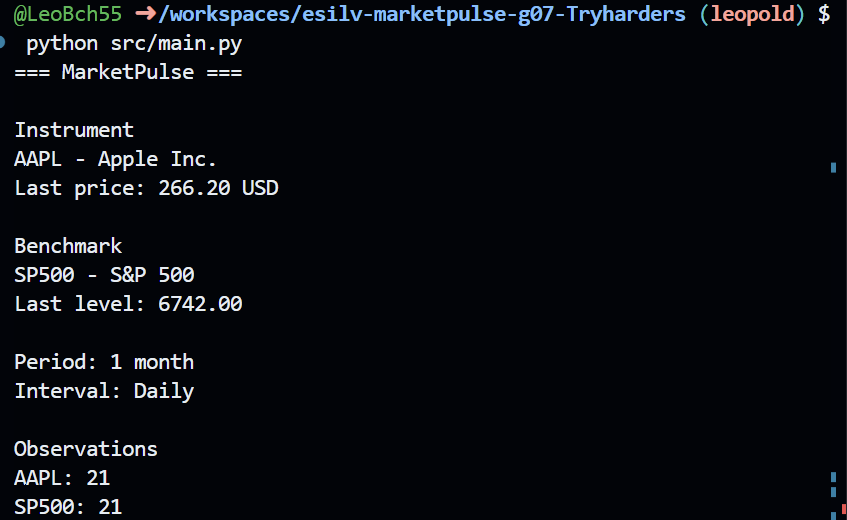 @LeoBch55 ➜/workspaces/esilv-marketpulse-g07-Tryharders (leopold) $
python src/main.py
=== MarketPulse ===
Instrument
AAPL - Apple Inc.
Last price: 266.20 USD
Benchmark
SP500 - S&P 500
Last level: 6742.00
Period: 1 month
Interval: Daily
Observations
AAPL: 21
SP500: 21